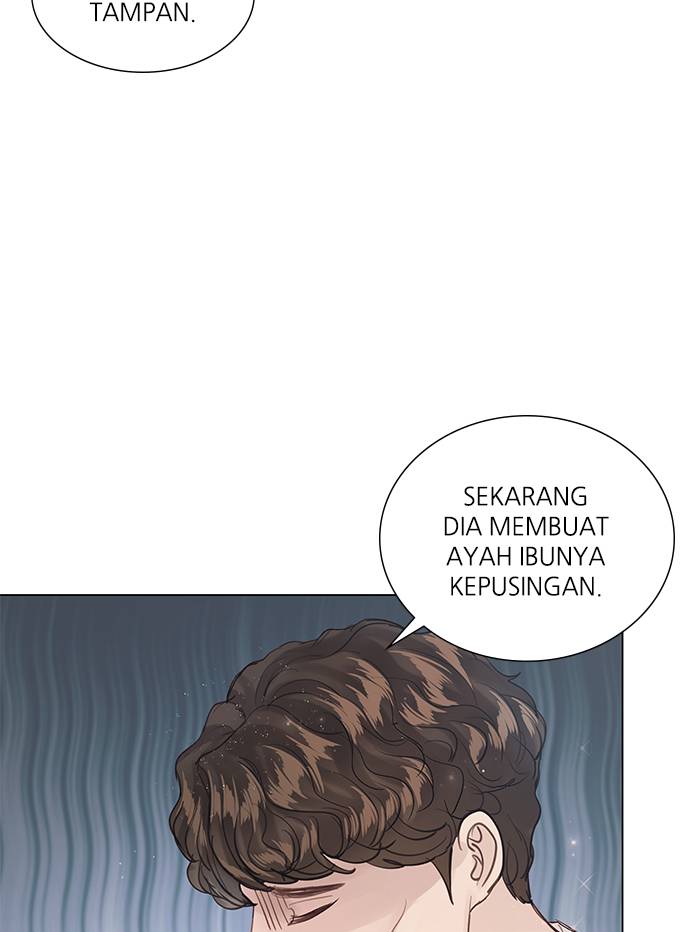 TAMPAN.
SEKARANG
DIA MEMBUAT
AYAH IBUNYA
KEPUSINGAN.